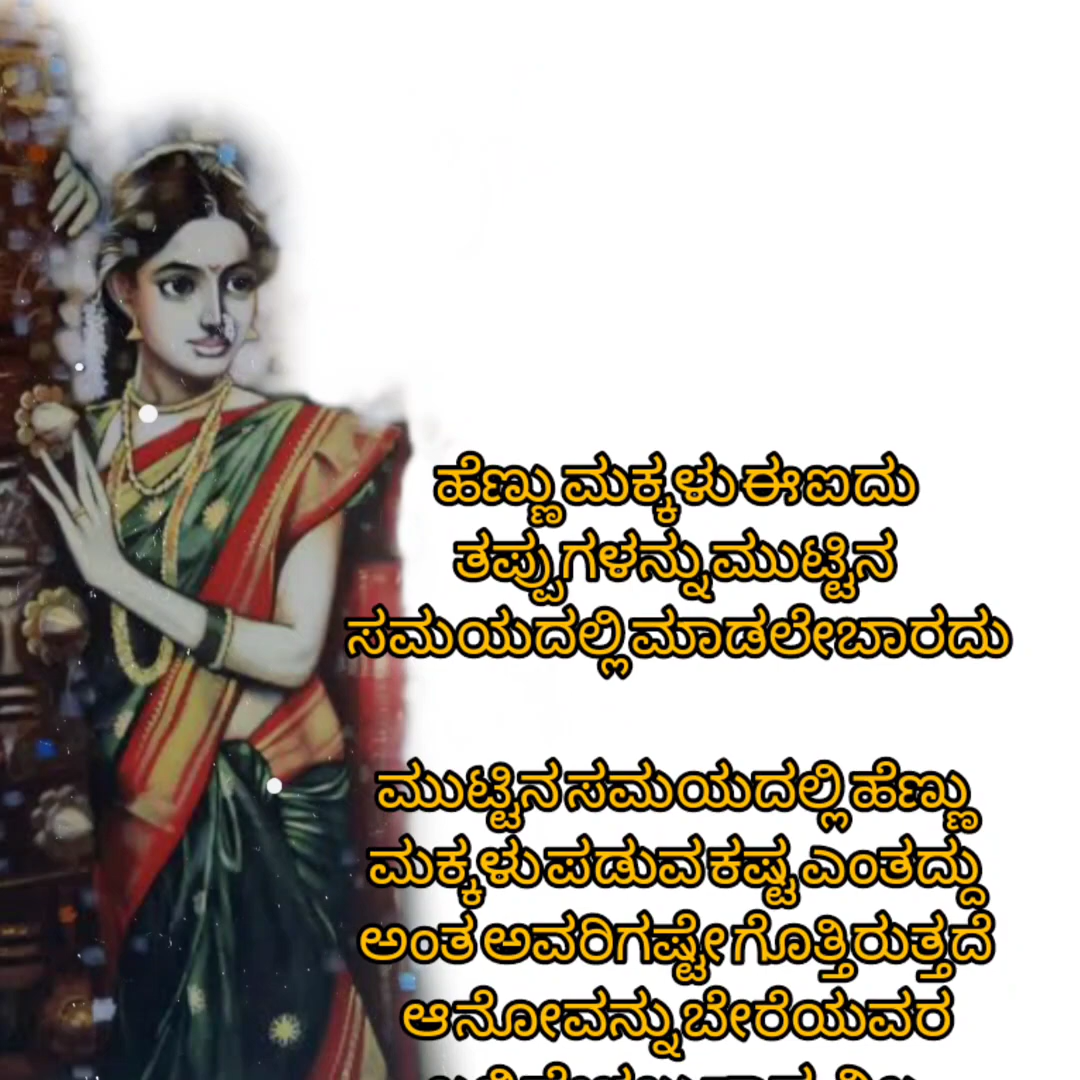 ಹೆಣ್ಣು ಮಕ್ಕಳು ಈ ಐದು
ತಪ್ಪುಗಳನ್ನು ಮುಟ್ಟಿನ
ಸಮಯದಲ್ಲಿ ಮಾಡಲೇಬಾರದು
ಮುಟ್ಟಿನ ಸಮಯದಲ್ಲಿ ಹೆಣ್ಣು
ಮಕ್ಕಳು ಪಡುವ ಕಷ್ಟ ಎಂತದ್ದು
ಅಂತ ಅವರಿಗಷ್ಟೇ ಗೊತ್ತಿರುತ್ತದೆ
ಆ ನೋವನ್ನು ಬೇರೆಯವರ